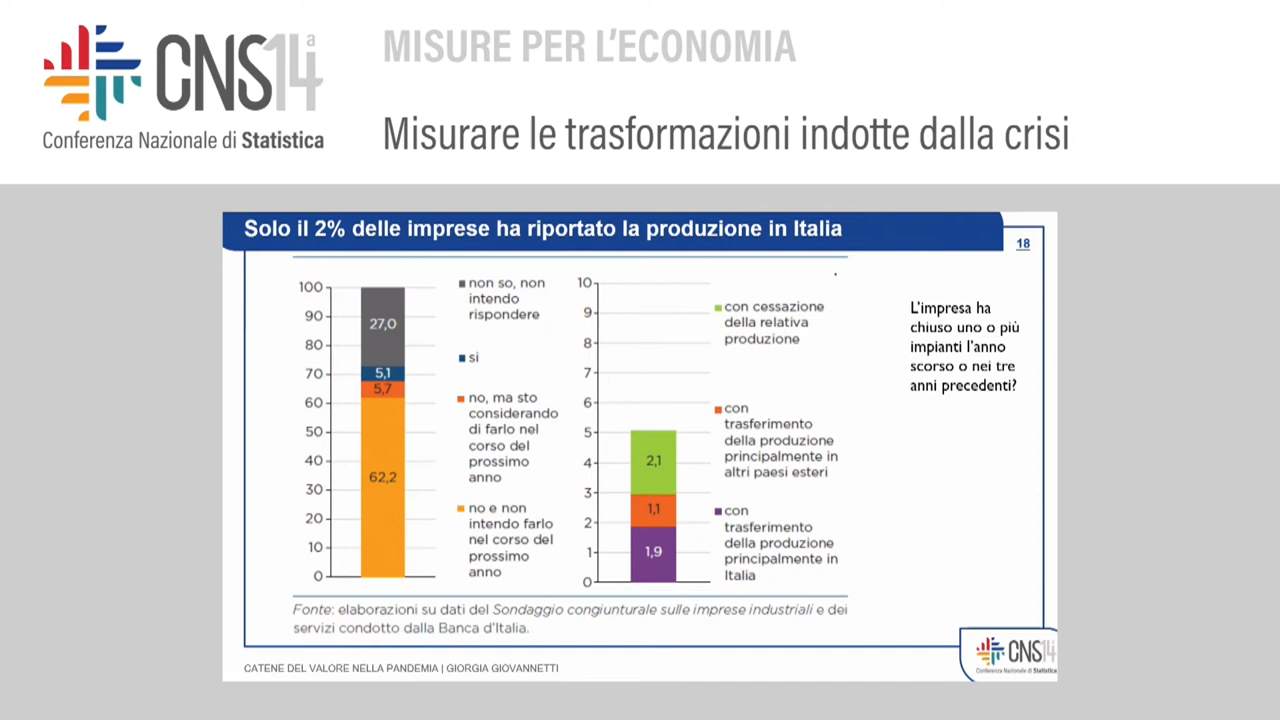 CNS14ª
Conferenza Nazionale di Statistica
MISURE PER L'ECONOMIA
Misurare le trasformazioni indotte dalla crisi
Solo il 2% delle imprese ha riportato la produzione in Italia
18
100
90
80
70
60
50
40
30
20
10
0
27,0
5,1
5,7
62,2
non so, non
intendo
rispondere
si
no, ma sto
considerando
di farlo nel
corso del
prossimo
anno
no e non
intendo farlo
nel corso del
prossimo
anno
10
9
8
7
6
5
4
3
2
1
0
2,1
1,1
1,9
con cessazione
della relativa
produzione
con
trasferimento
della produzione
principalmente in
altri paesi esteri
con
trasferimento
della produzione
principalmente in
Italia
L'impresa ha
chiuso uno o più
impianti l'anno
scorso o nei tre
anni precedenti?
Fonte: elaborazioni su dati del Sondaggio congiunturale sulle imprese industriali e dei
servizi condotto dalla Banca d'Italia.
CATENE DEL VALORE NELLA PANDEMIA | GIORGIA GIOVANNETTI
CNS14
Conferenza Nazionale di Statistica